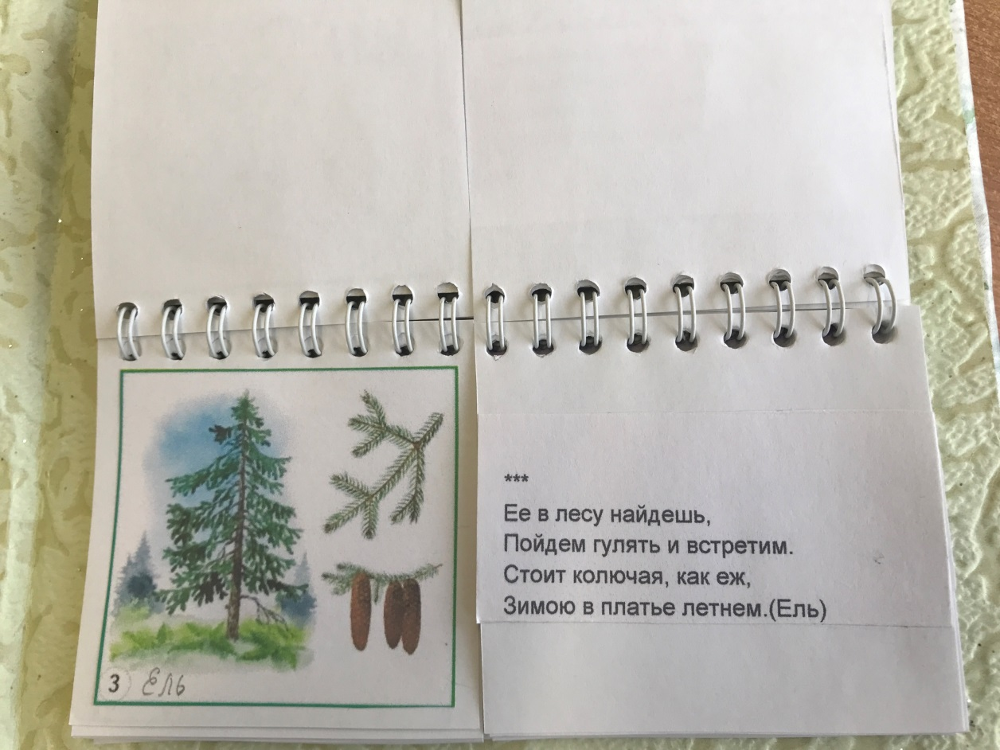 3 Ель
***
Ее в лесу найдешь,
Пойдем гулять и встретим.
Стоит колючая, как еж,
Зимою в платье летнем.(Ель)